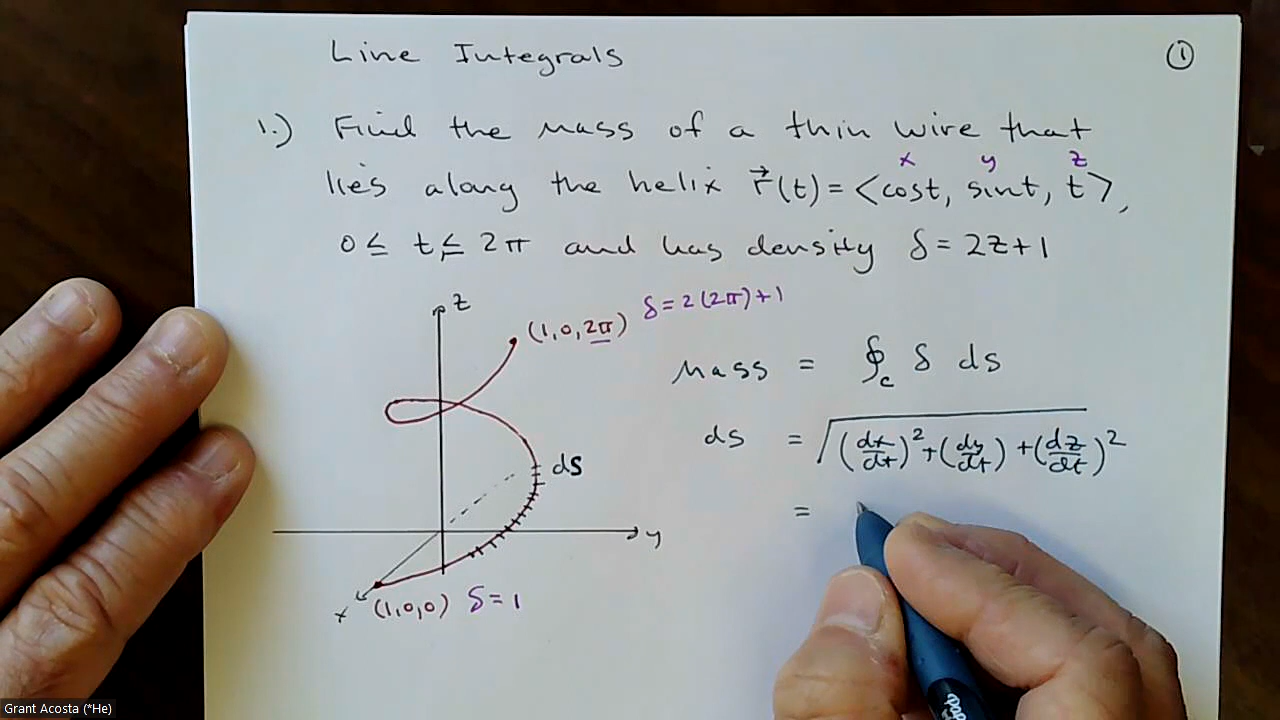 Line Integrals
①
1.) Find the mass of a thin wire that
x y z
lies along the helix r⃗(t) = <cost, sint, t>,
0 ≤ t ≤ 2π and has density δ = 2z+1
z
(1,0,2π) δ = 2(2π)+1
Mass = ∮_c δ ds
ds = √((dx/dt)² + (dy/dt) + (dz/dt)²
ds
=
y
x (1,0,0) δ = 1
Grant Acosta (*He)